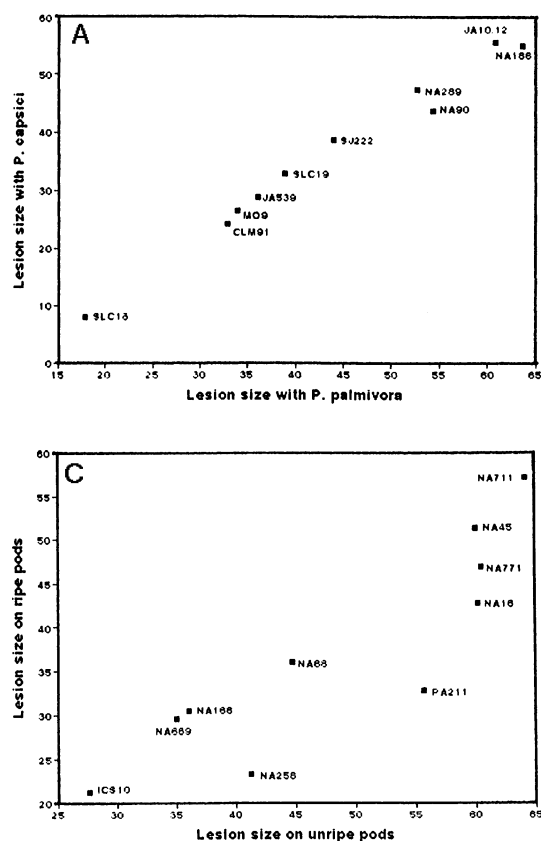 A
60
JA10.12
NA166
50
NA289
NA90
40
SJ222
SLC19
30
JA539
MO9
CLM91
20
10
SLC18
0
15 20 25 30 35 40 45 50 55 60 65
Lesion size with P. capsici
Lesion size with P. palmivora
C
60
NA711
55
NA45
50
NA771
45
NA16
40
NA68
35
PA211
NA168
30
NA669
25
NA258
ICS10
20
25 30 35 40 45 50 55 60 65
Lesion size on ripe pods
Lesion size on unripe pods